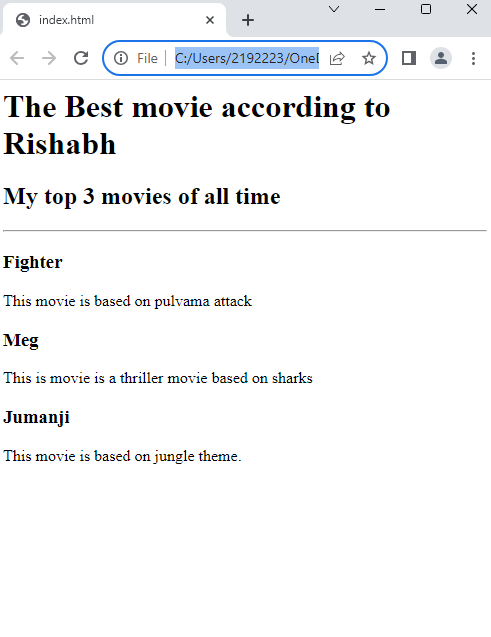 index.html
File
C:/Users/2192223/OneD
The Best movie according to
Rishabh
My top 3 movies of all time
Fighter
This movie is based on pulvama attack
Meg
This is movie is a thriller movie based on sharks
Jumanji
This movie is based on jungle theme.